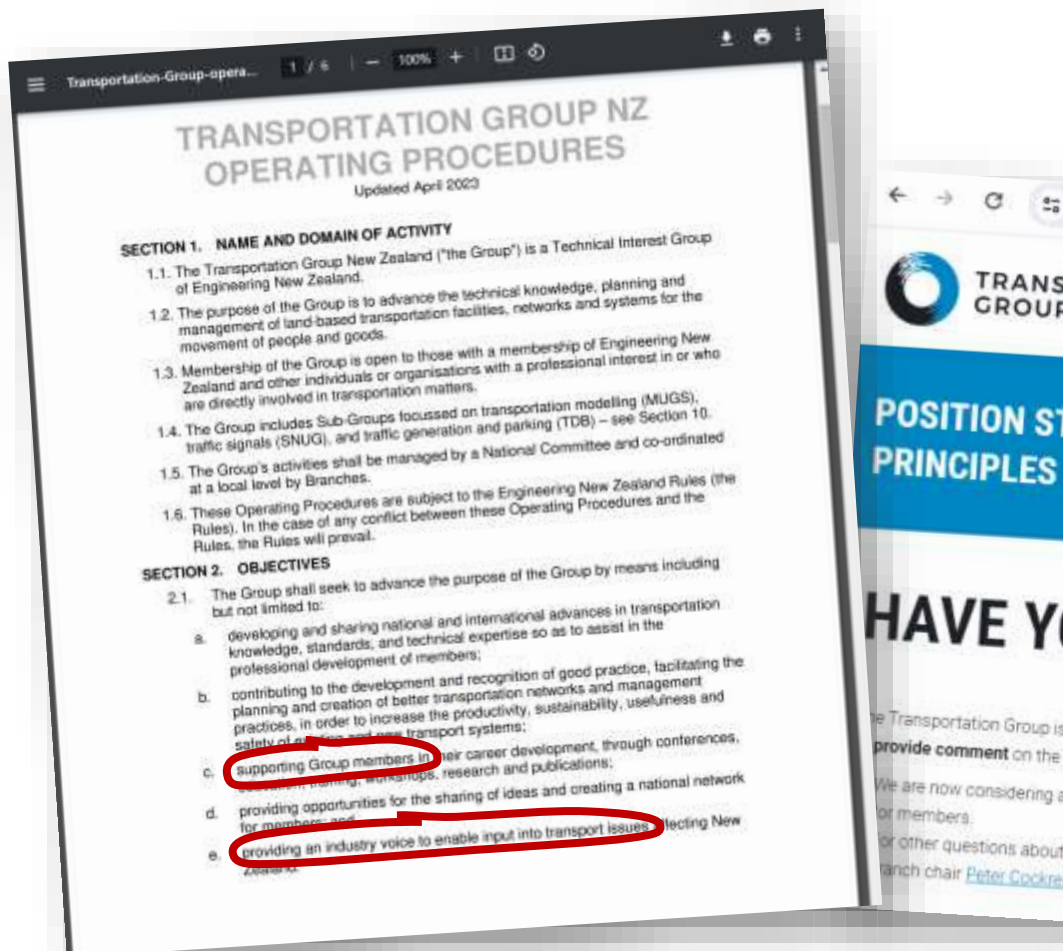 Transportation-Group-opera...
1 / 6
100%
TRANSPORTATION GROUP NZ
OPERATING PROCEDURES
Updated April 2023
SECTION 1. NAME AND DOMAIN OF ACTIVITY
1.1. The Transportation Group New Zealand ("the Group") is a Technical Interest Group
of Engineering New Zealand.
1.2. The purpose of the Group is to advance the technical knowledge, planning and
management of land-based transportation facilities, networks and systems for the
movement of people and goods.
1.3. Membership of the Group is open to those with a membership of Engineering New
Zealand and other individuals or organisations with a professional interest in or who
are directly involved in transportation matters.
1.4. The Group includes Sub-Groups focussed on transportation modelling (MUGS),
traffic signals (SNUG), and traffic generation and parking (TDB) – see Section 10.
1.5. The Group's activities shall be managed by a National Committee and co-ordinated
at a local level by Branches.
1.6. These Operating Procedures are subject to the Engineering New Zealand Rules (the
Rules). In the case of any conflict between these Operating Procedures and the
Rules, the Rules will prevail.
SECTION 2. OBJECTIVES
2.1. The Group shall seek to advance the purpose of the Group by means including
but not limited to:
a. developing and sharing national and international advances in transportation
knowledge, standards, and technical expertise so as to assist in the
professional development of members;
b. contributing to the development and recognition of good practice, facilitating the
planning and creation of better transportation networks and management
practices, in order to increase the productivity, sustainability, usefulness and
safety of existing and new transport systems;
c. supporting Group members in their career development, through conferences,
workshops, research and publications;
d. providing opportunities for the sharing of ideas and creating a national network
for members; and
e. providing an industry voice to enable input into transport issues affecting New
Zealand.
TRANS
GROUP
POSITION ST
PRINCIPLES
HAVE YO
e Transportation Group is
provide comment on the
We are now considering a
or members.
or other questions about
ranch chair Peter Cockre